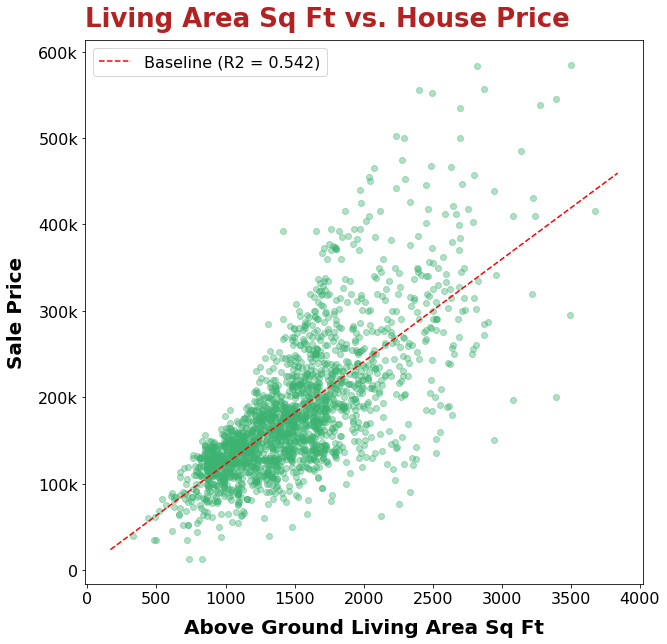 Living Area Sq Ft vs. House Price
Baseline (R2 = 0.542)
600k
500k
400k
300k
200k
100k
0
Sale Price
0 500 1000 1500 2000 2500 3000 3500 4000
Above Ground Living Area Sq Ft